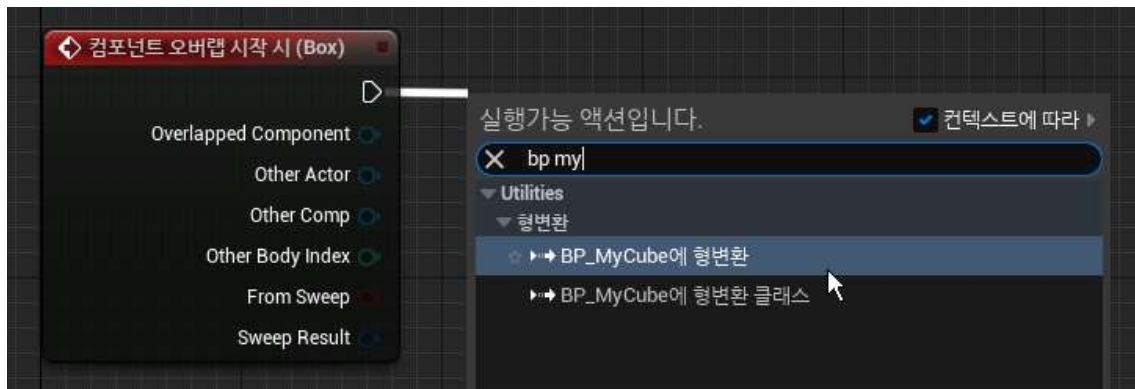 컴포넌트 오버랩 시작 시 (Box)
Overlapped Component
Other Actor
Other Comp
Other Body Index
From Sweep
Sweep Result
실행가능 액션입니다.
컨텍스트에 따라
bp my
Utilities
형변환
BP_MyCube에 형변환
BP_MyCube에 형변환 클래스